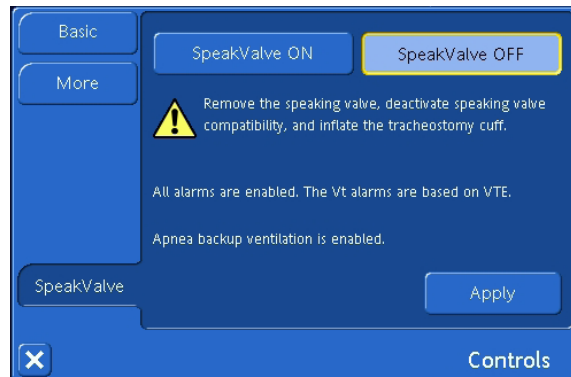 Basic
More
SpeakValve ON
SpeakValve OFF
Remove the speaking valve, deactivate speaking valve
compatibility, and inflate the tracheostomy cuff.
All alarms are enabled. The Vt alarms are based on VTE.
Apnea backup ventilation is enabled.
SpeakValve
Apply
Controls